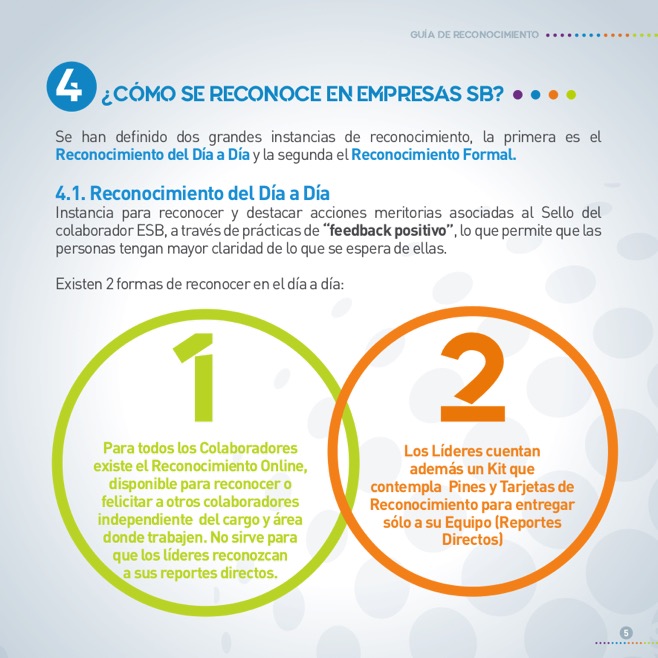 GUÍA DE RECONOCIMIENTO
4 ¿CÓMO SE RECONOCE EN EMPRESAS SB?
Se han definido dos grandes instancias de reconocimiento, la primera es el
Reconocimiento del Día a Día y la segunda el Reconocimiento Formal.
4.1. Reconocimiento del Día a Día
Instancia para reconocer y destacar acciones meritorias asociadas al Sello del
colaborador ESB, a través de prácticas de “feedback positivo”, lo que permite que las
personas tengan mayor claridad de lo que se espera de ellas.
Existen 2 formas de reconocer en el día a día:
1
Para todos los Colaboradores
existe el Reconocimiento Online,
disponible para reconocer o
felicitar a otros colaboradores
independiente del cargo y área
donde trabajen. No sirve para
que los líderes reconozcan
a sus reportes directos.
2
Los Líderes cuentan
además un Kit que
contempla Pines y Tarjetas de
Reconocimiento para entregar
sólo a su Equipo (Reportes
Directos)
5